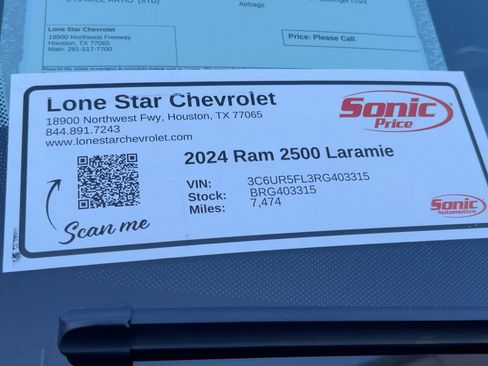 Airbags
Lone Star Chevrolet
18900 Northwest Freeway
Houston, TX 77065
Main: 281-517-7700
Price: Please Call
Lone Star Chevrolet
18900 Northwest Fwy, Houston, TX 77065
844.891.7243
www.lonestarchevrolet.com
Sonic
Price
2024 Ram 2500 Laramie
VIN: 3C6UR5FL3RG403315
Stock: BRG403315
Miles: 7,474
Scan me
Sonic
Automotive